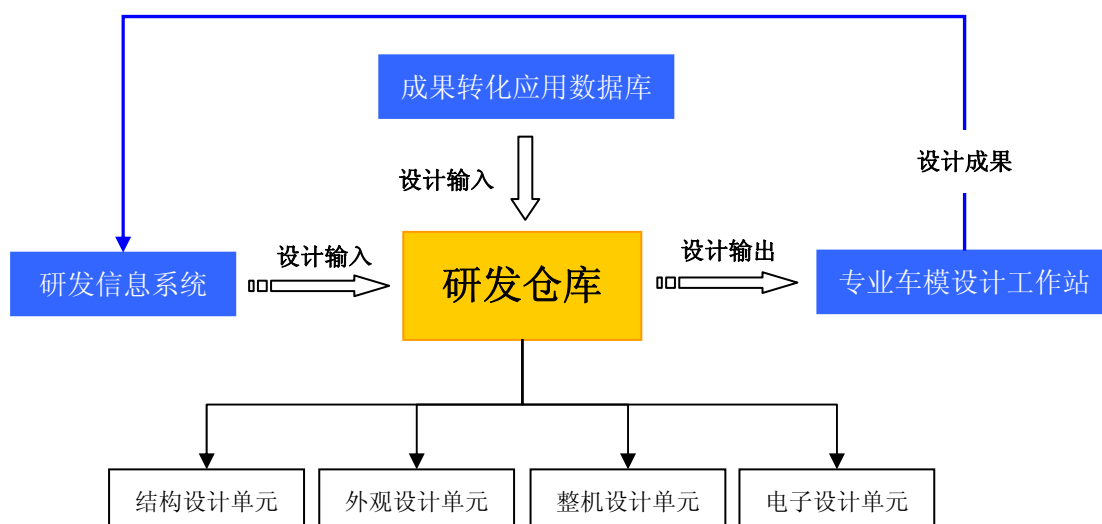 成果转化应用数据库
设计成果
设计输入
设计输入
设计输出
研发信息系统
研发仓库
专业车模设计工作站
结构设计单元
外观设计单元
整机设计单元
电子设计单元